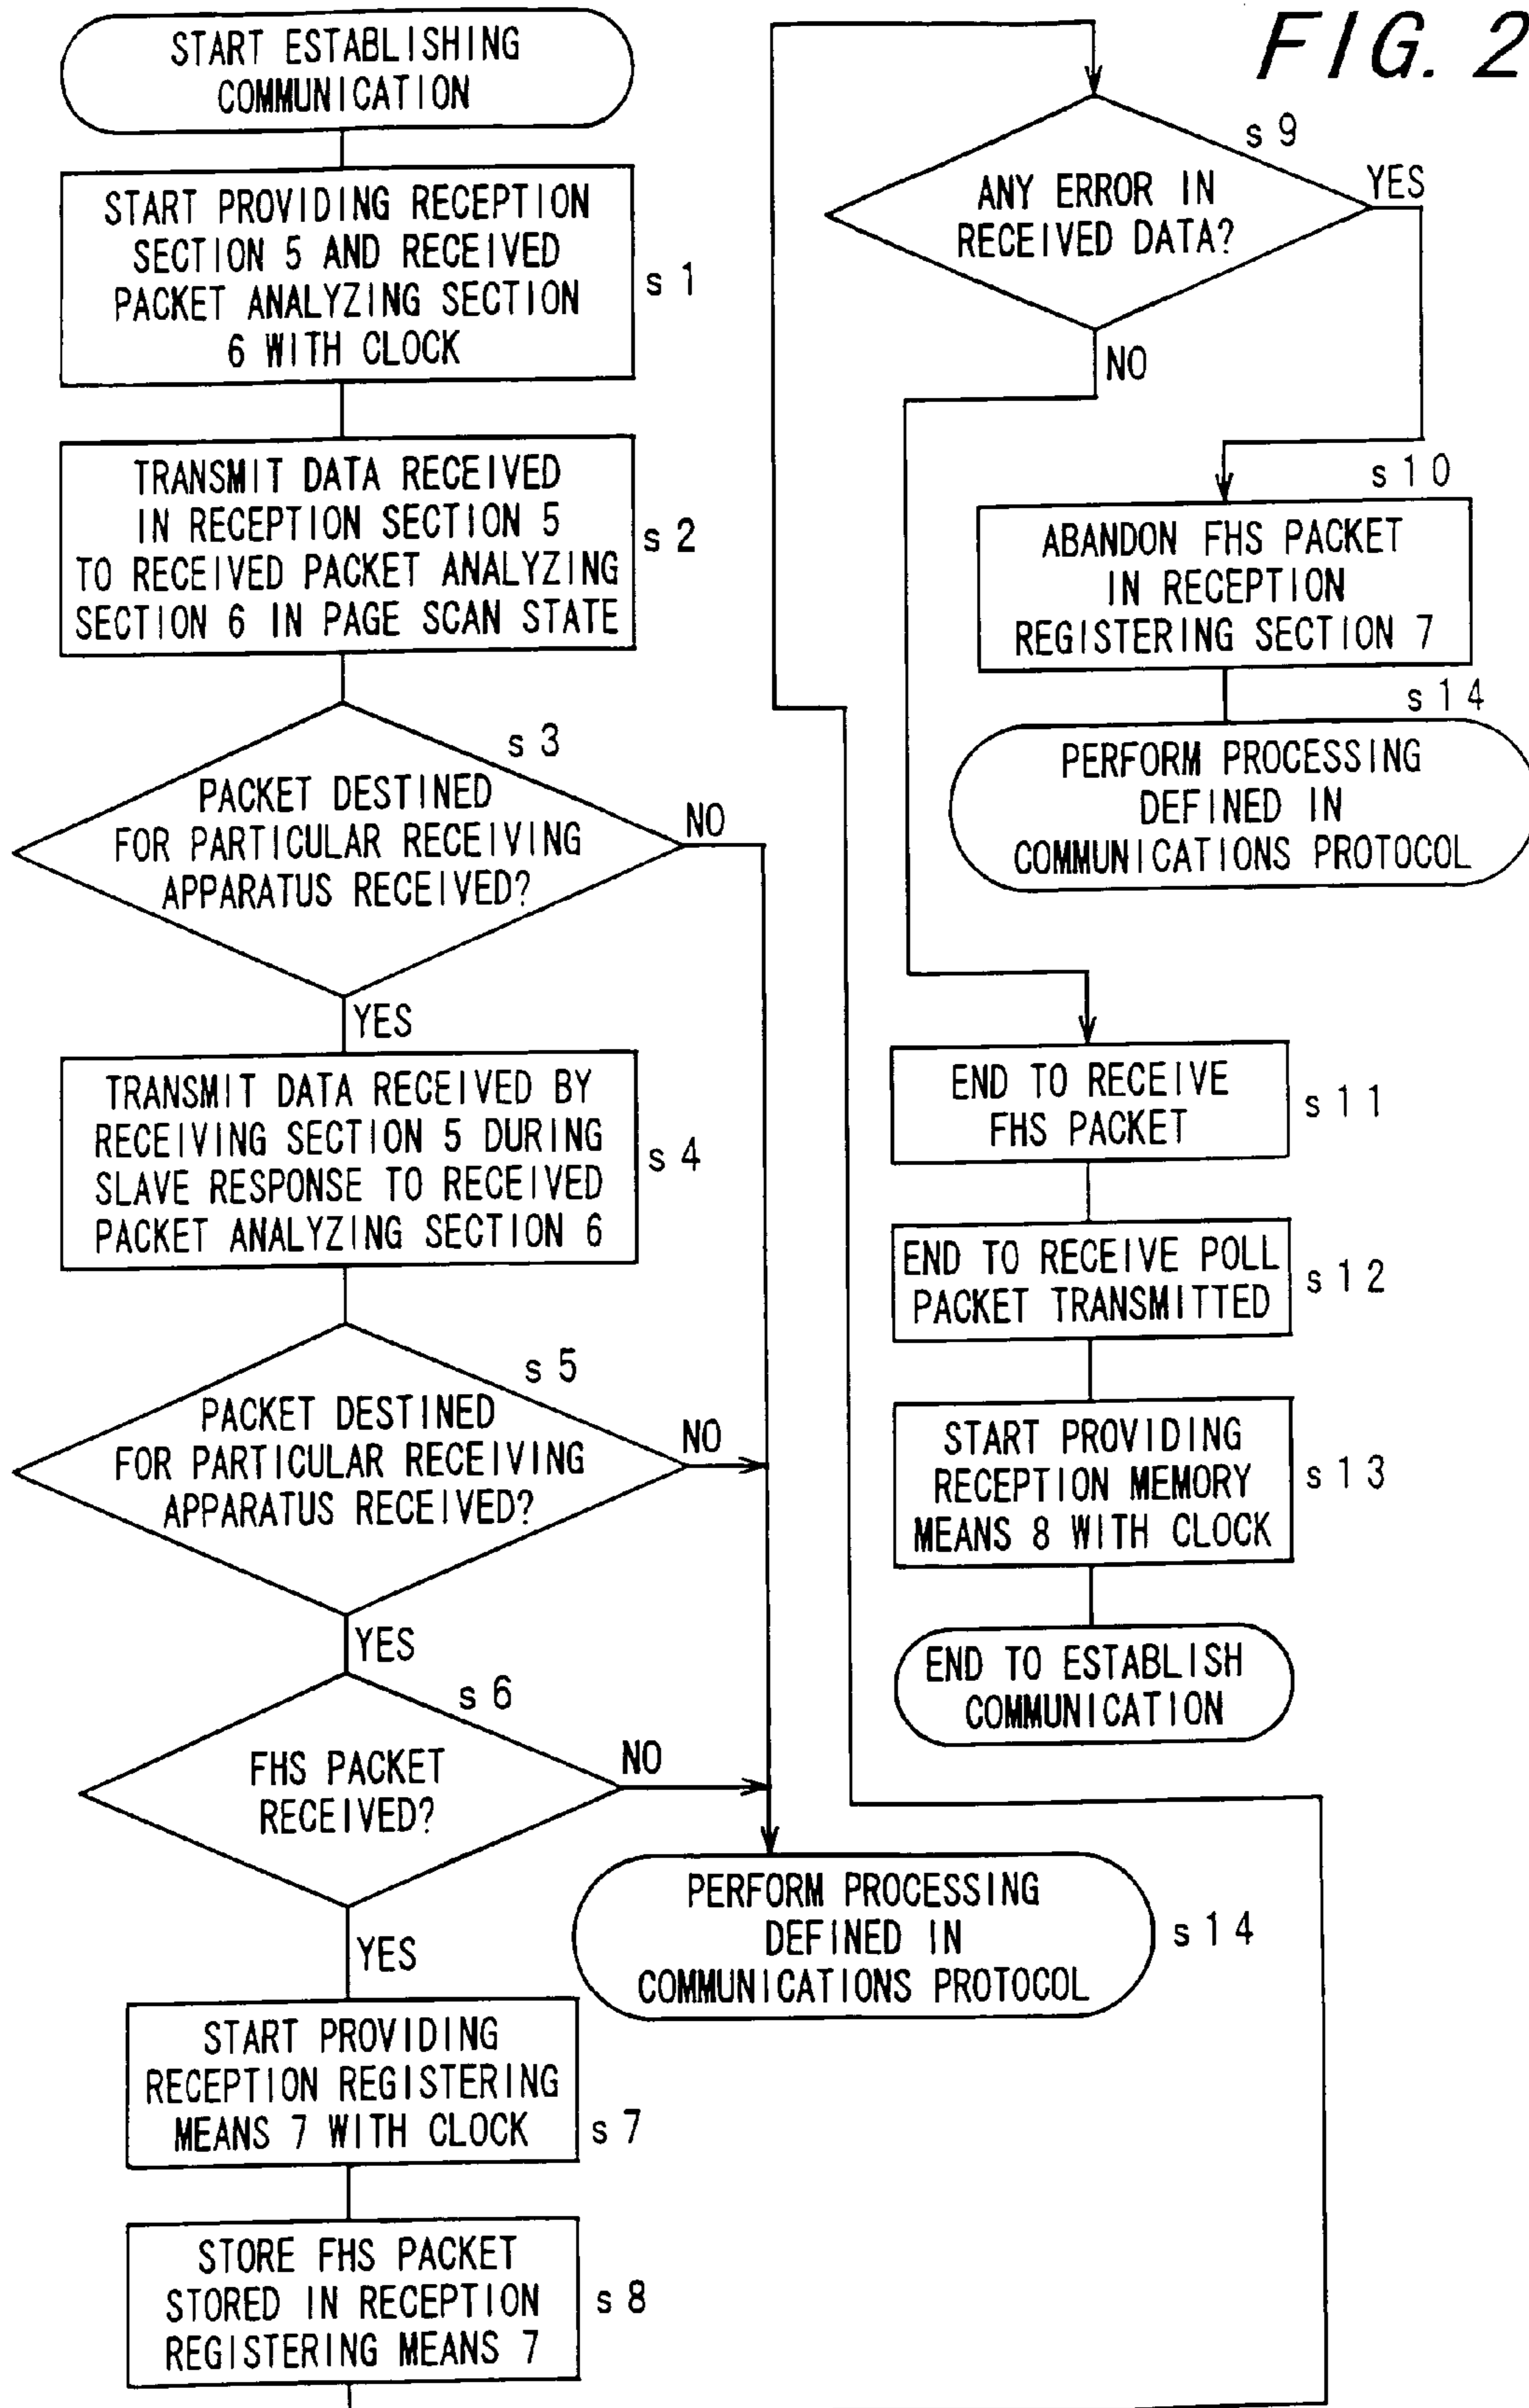 FIG. 2
START ESTABLISHING
COMMUNICATION
START PROVIDING RECEPTION
SECTION 5 AND RECEIVED
PACKET ANALYZING SECTION
6 WITH CLOCK
s 1
TRANSMIT DATA RECEIVED
IN RECEPTION SECTION 5
TO RECEIVED PACKET ANALYZING
SECTION 6 IN PAGE SCAN STATE
s 2
s 3
PACKET DESTINED
FOR PARTICULAR RECEIVING
APPARATUS RECEIVED?
NO
YES
TRANSMIT DATA RECEIVED BY
RECEIVING SECTION 5 DURING
SLAVE RESPONSE TO RECEIVED
PACKET ANALYZING SECTION 6
s 4
s 5
PACKET DESTINED
FOR PARTICULAR RECEIVING
APPARATUS RECEIVED?
NO
YES
s 6
FHS PACKET
RECEIVED?
NO
YES
START PROVIDING
RECEPTION REGISTERING
MEANS 7 WITH CLOCK
s 7
STORE FHS PACKET
STORED IN RECEPTION
REGISTERING MEANS 7
s 8
PERFORM PROCESSING
DEFINED IN
COMMUNICATIONS PROTOCOL
s 14
s 9
ANY ERROR IN
RECEIVED DATA?
YES
NO
s 10
ABANDON FHS PACKET
IN RECEPTION
REGISTERING SECTION 7
s 14
PERFORM PROCESSING
DEFINED IN
COMMUNICATIONS PROTOCOL
END TO RECEIVE
FHS PACKET
s 11
END TO RECEIVE POLL
PACKET TRANSMITTED
s 12
START PROVIDING
RECEPTION MEMORY
MEANS 8 WITH CLOCK
s 13
END TO ESTABLISH
COMMUNICATION